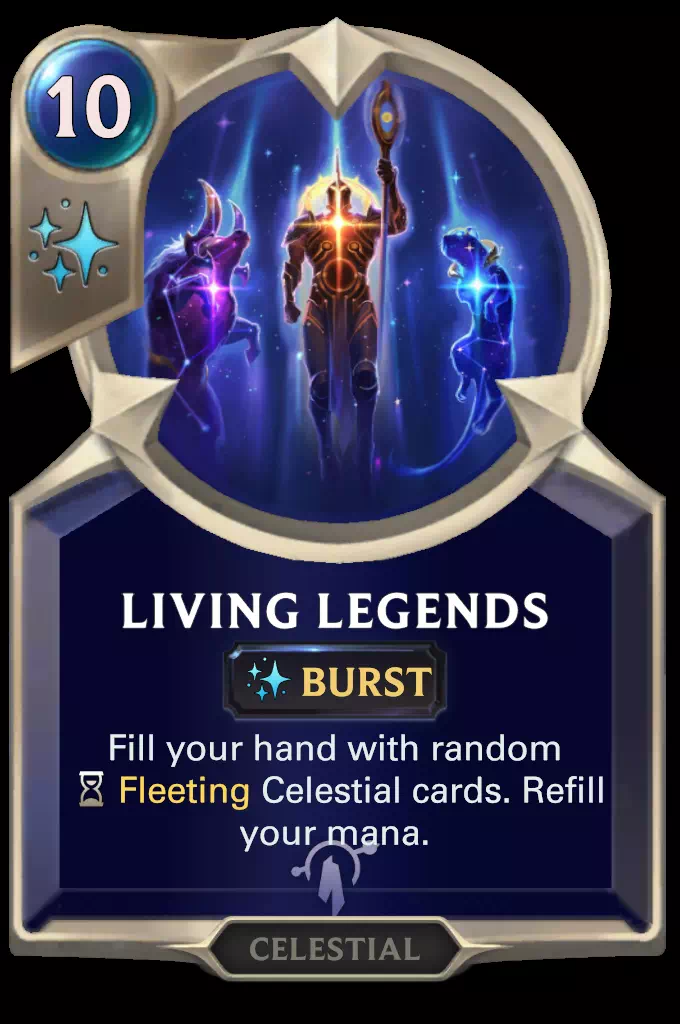 10
LIVING LEGENDS
BURST
Fill your hand with random
Fleeting Celestial cards. Refill
your mana.
CELESTIAL